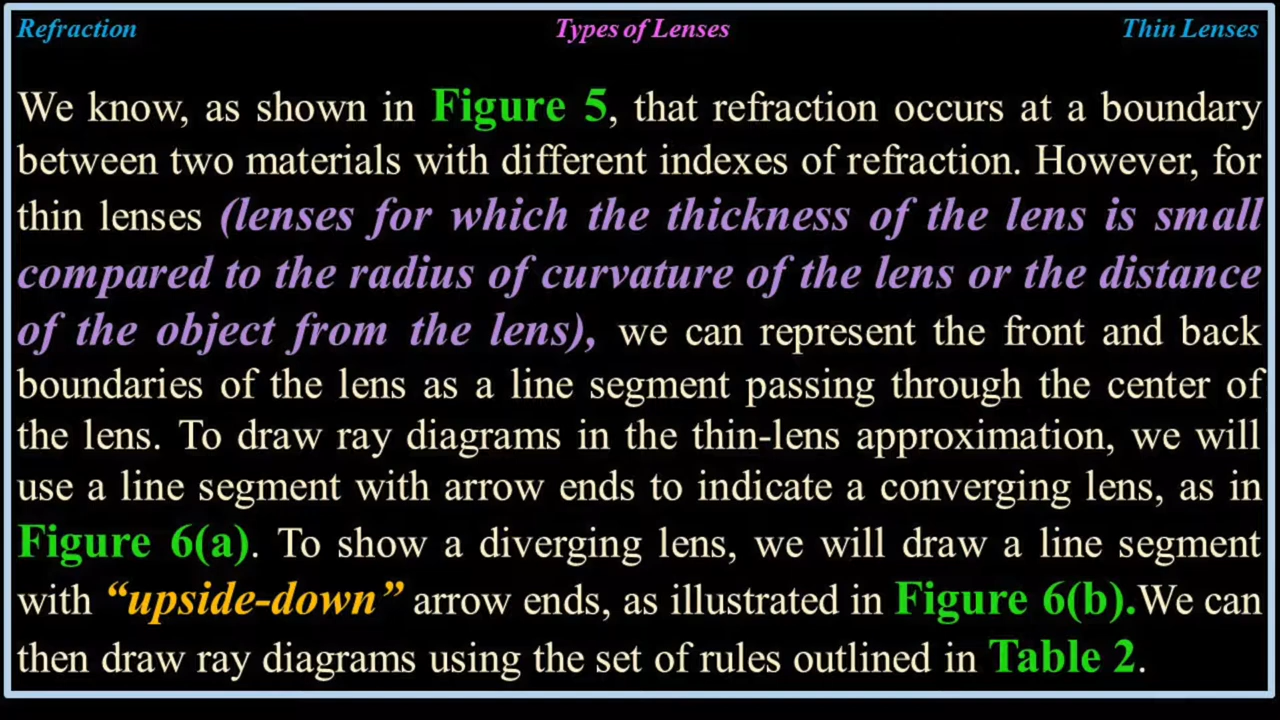 Refraction Types of Lenses Thin Lenses
We know, as shown in Figure 5, that refraction occurs at a boundary
between two materials with different indexes of refraction. However, for
thin lenses (lenses for which the thickness of the lens is small
compared to the radius of curvature of the lens or the distance
of the object from the lens), we can represent the front and back
boundaries of the lens as a line segment passing through the center of
the lens. To draw ray diagrams in the thin-lens approximation, we will
use a line segment with arrow ends to indicate a converging lens, as in
Figure 6(a). To show a diverging lens, we will draw a line segment
with “upside-down” arrow ends, as illustrated in Figure 6(b).We can
then draw ray diagrams using the set of rules outlined in Table 2.